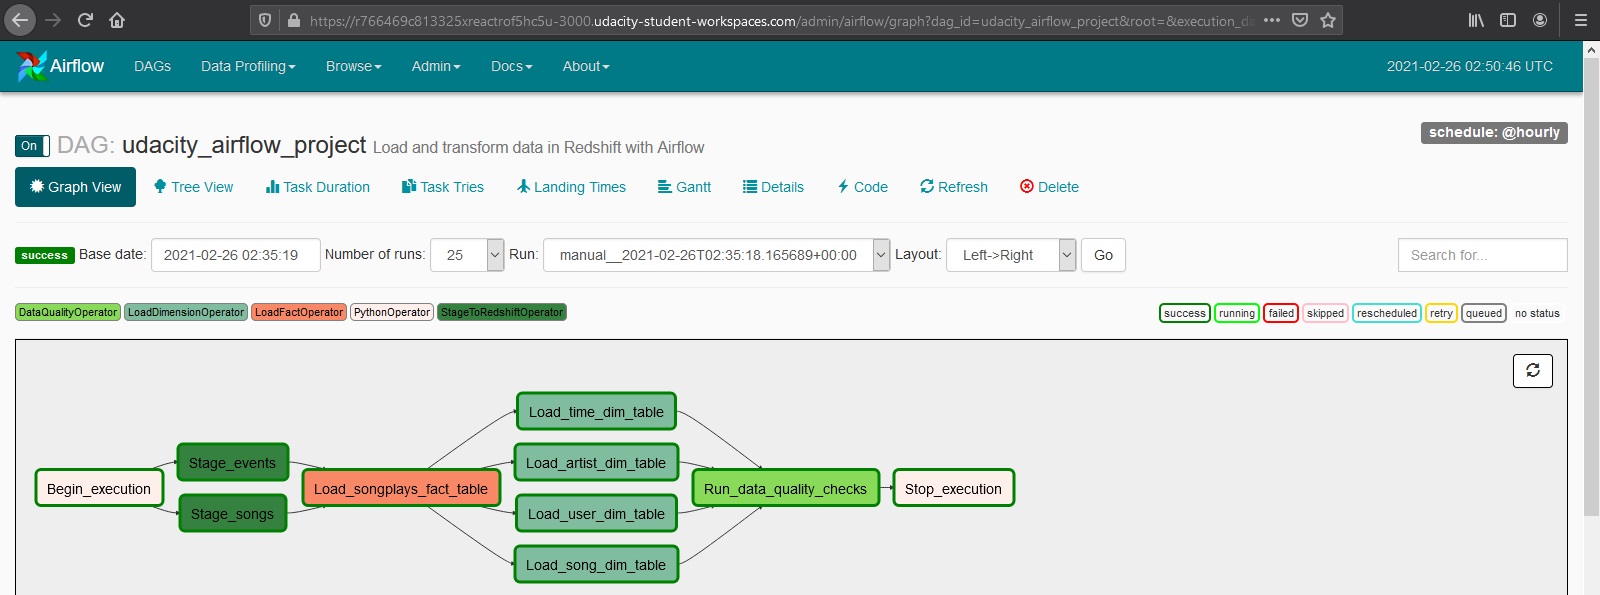 https://r766469c813325xreactrof5hc5u-3000.udacity-student-workspaces.com/admin/airflow/graph?dag_id=udacity_airflow_project&root=&execution_da
Airflow DAGs Data Profiling Browse Admin Docs About 2021-02-26 02:50:46 UTC
On DAG: udacity_airflow_project Load and transform data in Redshift with Airflow schedule: @hourly
Graph View Tree View Task Duration Task Tries Landing Times Gantt Details Code Refresh Delete
success Base date: 2021-02-26 02:35:19 Number of runs: 25 Run: manual__2021-02-26T02:35:18.165689+00:00 Layout: Left->Right Go Search for...
DataQualityOperator LoadDimensionOperator LoadFactOperator PythonOperator StageToRedshiftOperator success running failed skipped rescheduled retry queued no status
Begin_execution
Stage_events
Stage_songs
Load_songplays_fact_table
Load_time_dim_table
Load_artist_dim_table
Load_user_dim_table
Load_song_dim_table
Run_data_quality_checks
Stop_execution